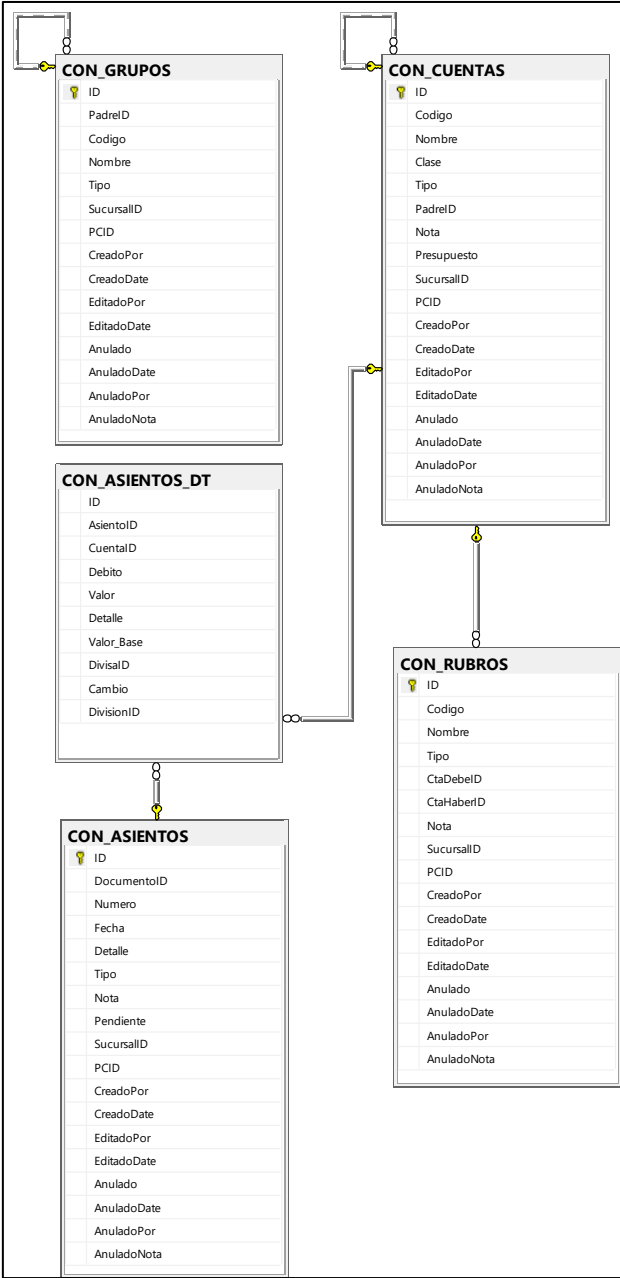 CON_GRUPOS
ID
PadreID
Codigo
Nombre
Tipo
SucursalID
PCID
CreadoPor
CreadoDate
EditadoPor
EditadoDate
Anulado
AnuladoDate
AnuladoPor
AnuladoNota
CON_CUENTAS
ID
Codigo
Nombre
Clase
Tipo
PadreID
Nota
Presupuesto
SucursalID
PCID
CreadoPor
CreadoDate
EditadoPor
EditadoDate
Anulado
AnuladoDate
AnuladoPor
AnuladoNota
CON_ASIENTOS_DT
ID
AsientoID
CuentaID
Debito
Valor
Detalle
Valor_Base
DivisaID
Cambio
DivisionID
CON_RUBROS
ID
Codigo
Nombre
Tipo
CtaDebeID
CtaHaberID
Nota
SucursalID
PCID
CreadoPor
CreadoDate
EditadoPor
EditadoDate
Anulado
AnuladoDate
AnuladoPor
AnuladoNota
CON_ASIENTOS
ID
DocumentoID
Numero
Fecha
Detalle
Tipo
Nota
Pendiente
SucursalID
PCID
CreadoPor
CreadoDate
EditadoPor
EditadoDate
Anulado
AnuladoDate
AnuladoPor
AnuladoNota